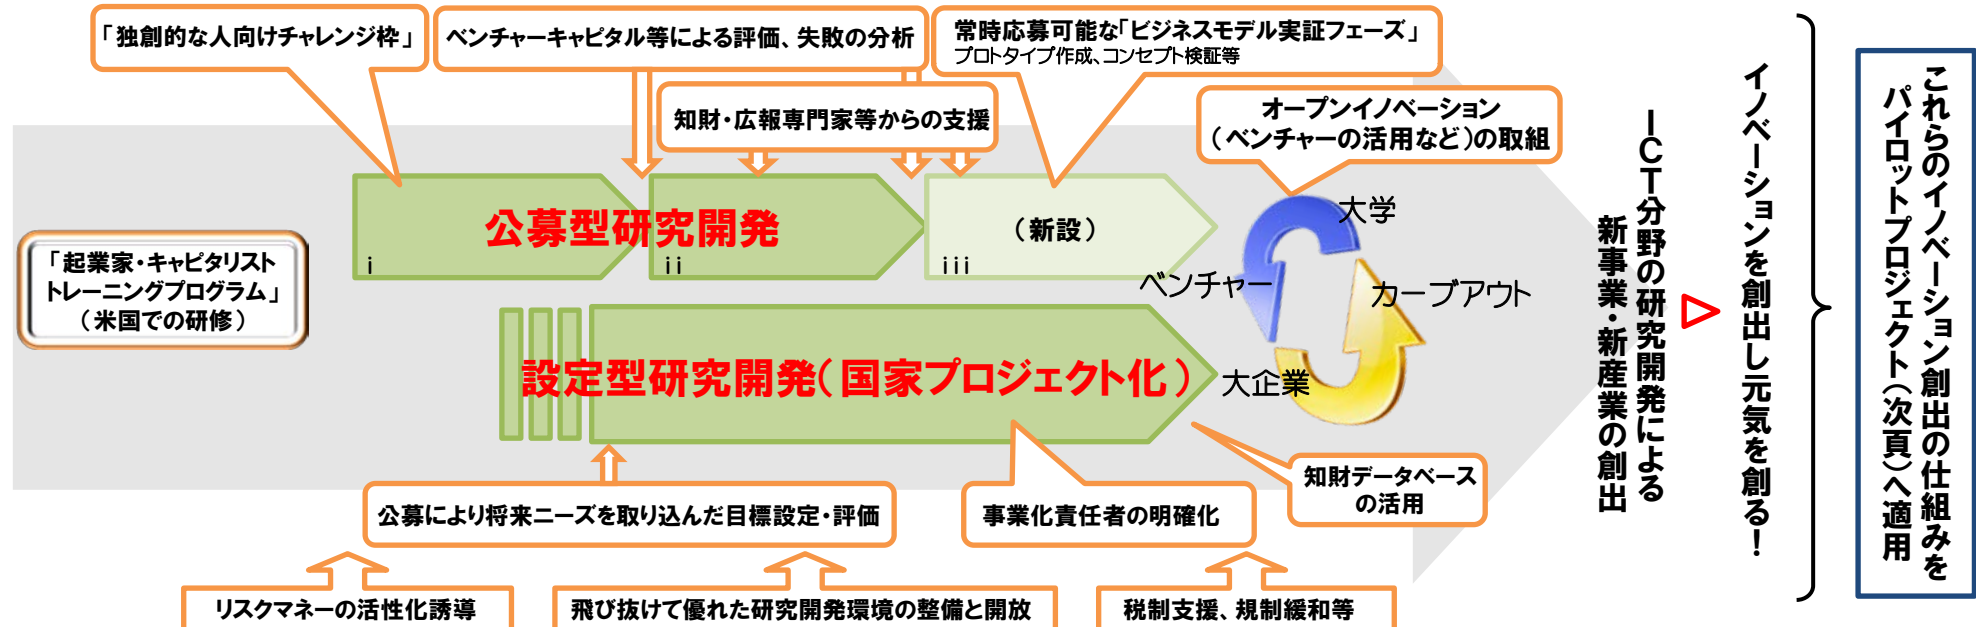 「独創的な人向けチャレンジ枠」
ベンチャーキャピタル等による評価、失敗の分析
常時応募可能な「ビジネスモデル実証フェーズ」
プロトタイプ作成、コンセプト検証等
知財・広報専門家等からの支援
オープンイノベーション
（ベンチャーの活用など）の取組
公募型研究開発
i
ii
（新設）
iii
「起業家・キャピタリスト
トレーニングプログラム」
（米国での研修）
大学
ベンチャー
カーブアウト
大企業
設定型研究開発（国家プロジェクト化）
公募により将来ニーズを取り込んだ目標設定・評価
事業化責任者の明確化
知財データベース
の活用
リスクマネーの活性化誘導
飛び抜けて優れた研究開発環境の整備と開放
税制支援、規制緩和等
ICT分野の研究開発による
新事業・新産業の創出
イノベーションを創出し元気を創る！
これらのイノベーション創出の仕組みを
パイロットプロジェクト（次頁）へ適用